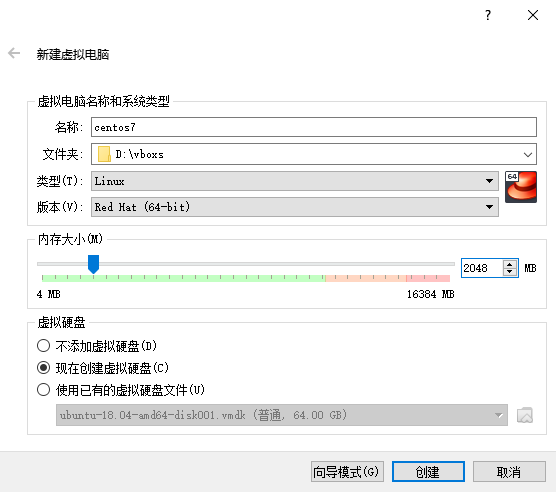 ?
新建虚拟电脑
虚拟电脑名称和系统类型
名称: centos7
文件夹: D:\vboxs
类型(T): Linux
64
版本(V): Red Hat (64-bit)
内存大小(M)
2048 MB
4 MB 16384 MB
虚拟硬盘
不添加虚拟硬盘(D)
现在创建虚拟硬盘(C)
使用已有的虚拟硬盘文件(U)
ubuntu-18.04-amd64-disk001.vmdk (普通, 64.00 GB)
向导模式(G) 创建 取消